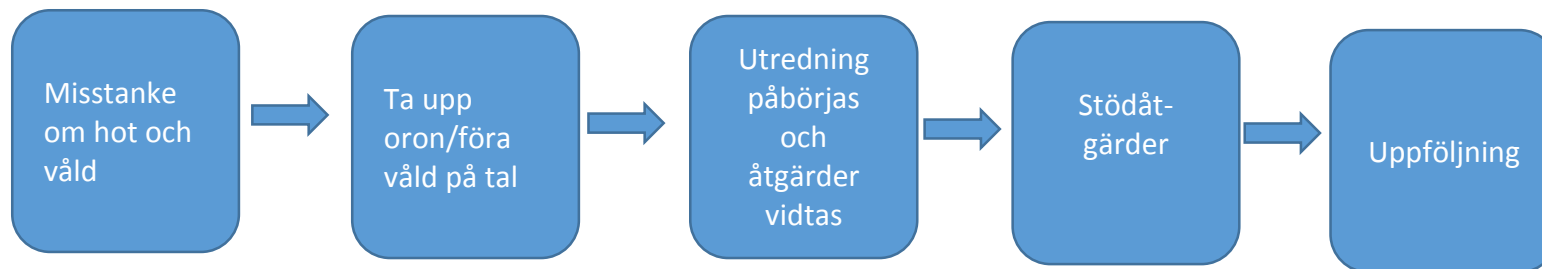 Misstanke
om hot och
våld
Ta upp
oron/föra
våld på tal
Utredning
påbörjas
och
åtgärder
vidtas
Stödåt-
gärder
Uppföljning